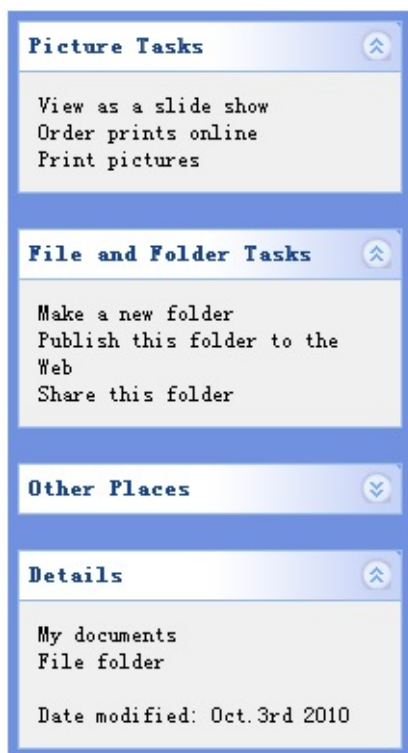 Picture Tasks
View as a slide show
Order prints online
Print pictures
File and Folder Tasks
Make a new folder
Publish this folder to the
Web
Share this folder
Other Places
Details
My documents
File folder
Date modified: Oct.3rd 2010